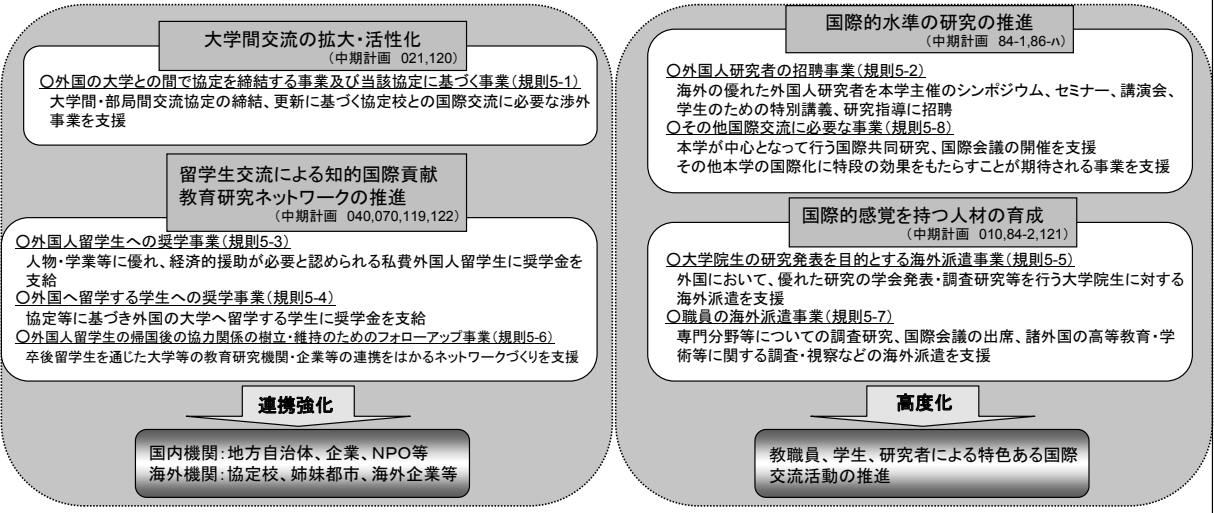 大学間交流の拡大・活性化
(中期計画 021,120)
○外国の大学との間で協定を締結する事業及び当該協定に基づく事業(規則5-1)
大学間・部局間交流協定の締結、更新に基づく協定校との国際交流に必要な渉外
事業を支援
留学生交流による知的国際貢献
教育研究ネットワークの推進
(中期計画 040,070,119,122)
○外国人留学生への奨学事業(規則5-3)
人物・学業等に優れ、経済的援助が必要と認められる私費外国人留学生に奨学金を
支給
○外国へ留学する学生への奨学事業(規則5-4)
協定等に基づき外国の大学へ留学する学生に奨学金を支給
○外国人留学生の帰国後の協力関係の樹立・維持のためのフォローアップ事業(規則5-6)
卒後留学生を通じた大学等の教育研究機関・企業等の連携をはかるネットワークづくりを支援
連携強化
国内機関:地方自治体、企業、NPO等
海外機関:協定校、姉妹都市、海外企業等
国際的水準の研究の推進
(中期計画 84-1,86-ハ)
○外国人研究者の招聘事業(規則5-2)
海外の優れた外国人研究者を本学主催のシンポジウム、セミナー、講演会、
学生のための特別講義、研究指導に招聘
○その他国際交流に必要な事業(規則5-8)
本学が中心となって行う国際共同研究、国際会議の開催を支援
その他本学の国際化に特段の効果をもたらすことが期待される事業を支援
国際的感覚を持つ人材の育成
(中期計画 010,84-2,121)
○大学院生の研究発表を目的とする海外派遣事業(規則5-5)
外国において、優れた研究の学会発表・調査研究等を行う大学院生に対する
海外派遣を支援
○職員の海外派遣事業(規則5-7)
専門分野等についての調査研究、国際会議の出席、諸外国の高等教育・学
術等に関する調査・視察などの海外派遣を支援
高度化
教職員、学生、研究者による特色ある国際
交流活動の推進